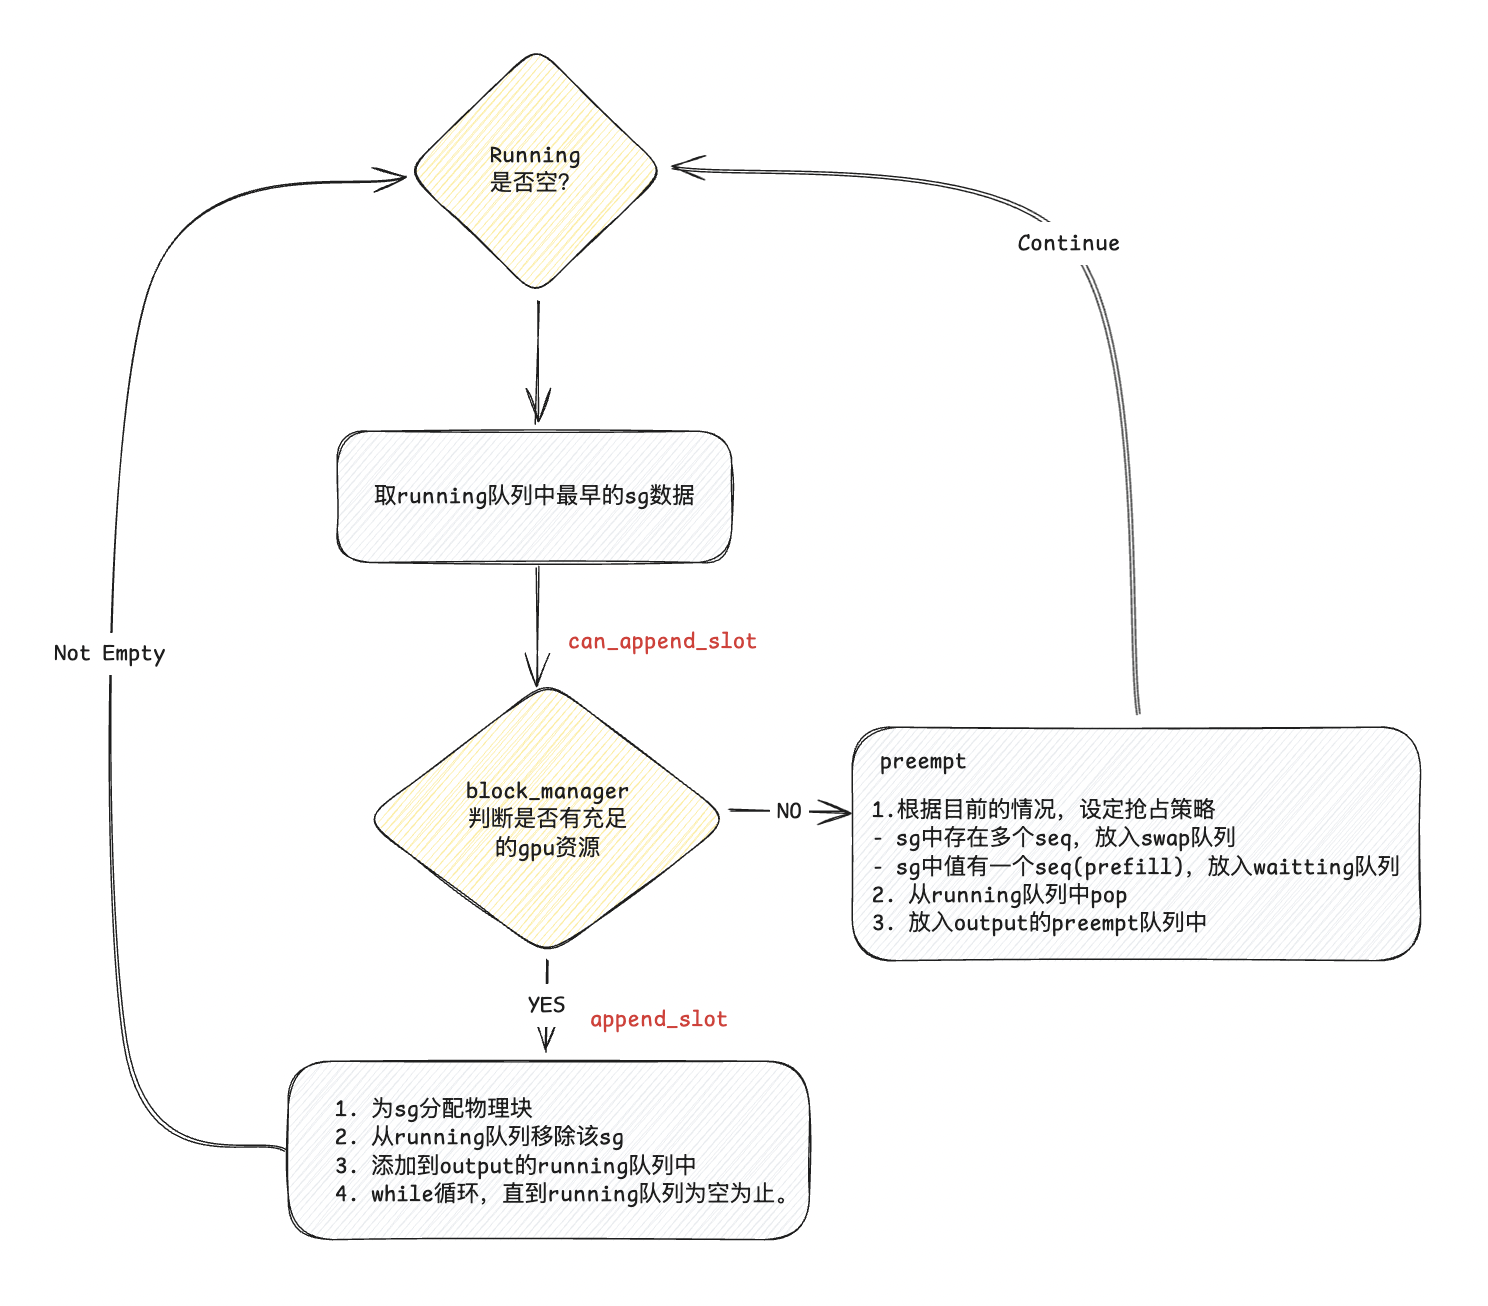 Running
是否空?
Continue
取running队列中最早的sg数据
can_append_slot
Not Empty
block_manager
判断是否有充足
的gpu资源
NO
preempt
1.根据目前的情况，设定抢占策略
- sg中存在多个seq，放入swap队列
- sg中值有一个seq(prefill)，放入waitting队列
2. 从running队列中pop
3. 放入output的preempt队列中
YES
append_slot
1. 为sg分配物理块
2. 从running队列移除该sg
3. 添加到output的running队列中
4. while循环，直到running队列为空为止。